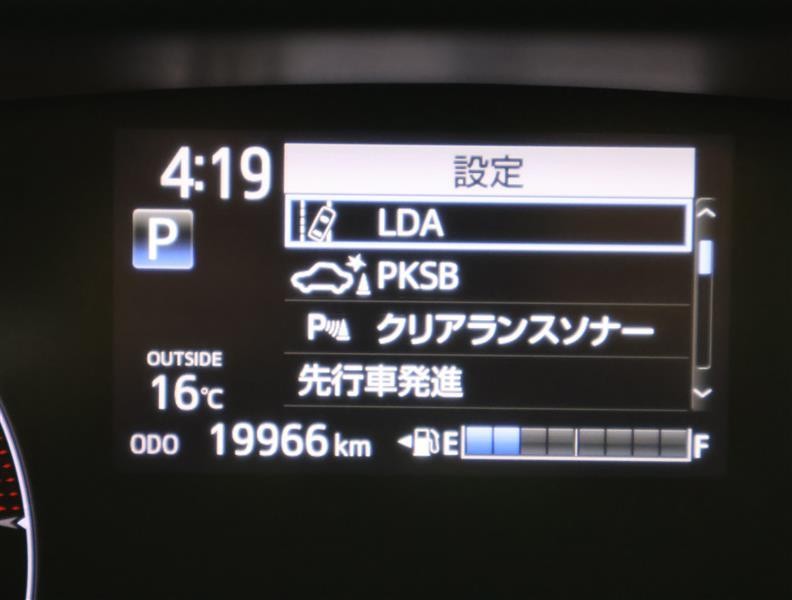 4:19
設定
P
LDA
PKSB
P クリアランスソナー
先行車発進
OUTSIDE
16℃
ODO 19966 km E F